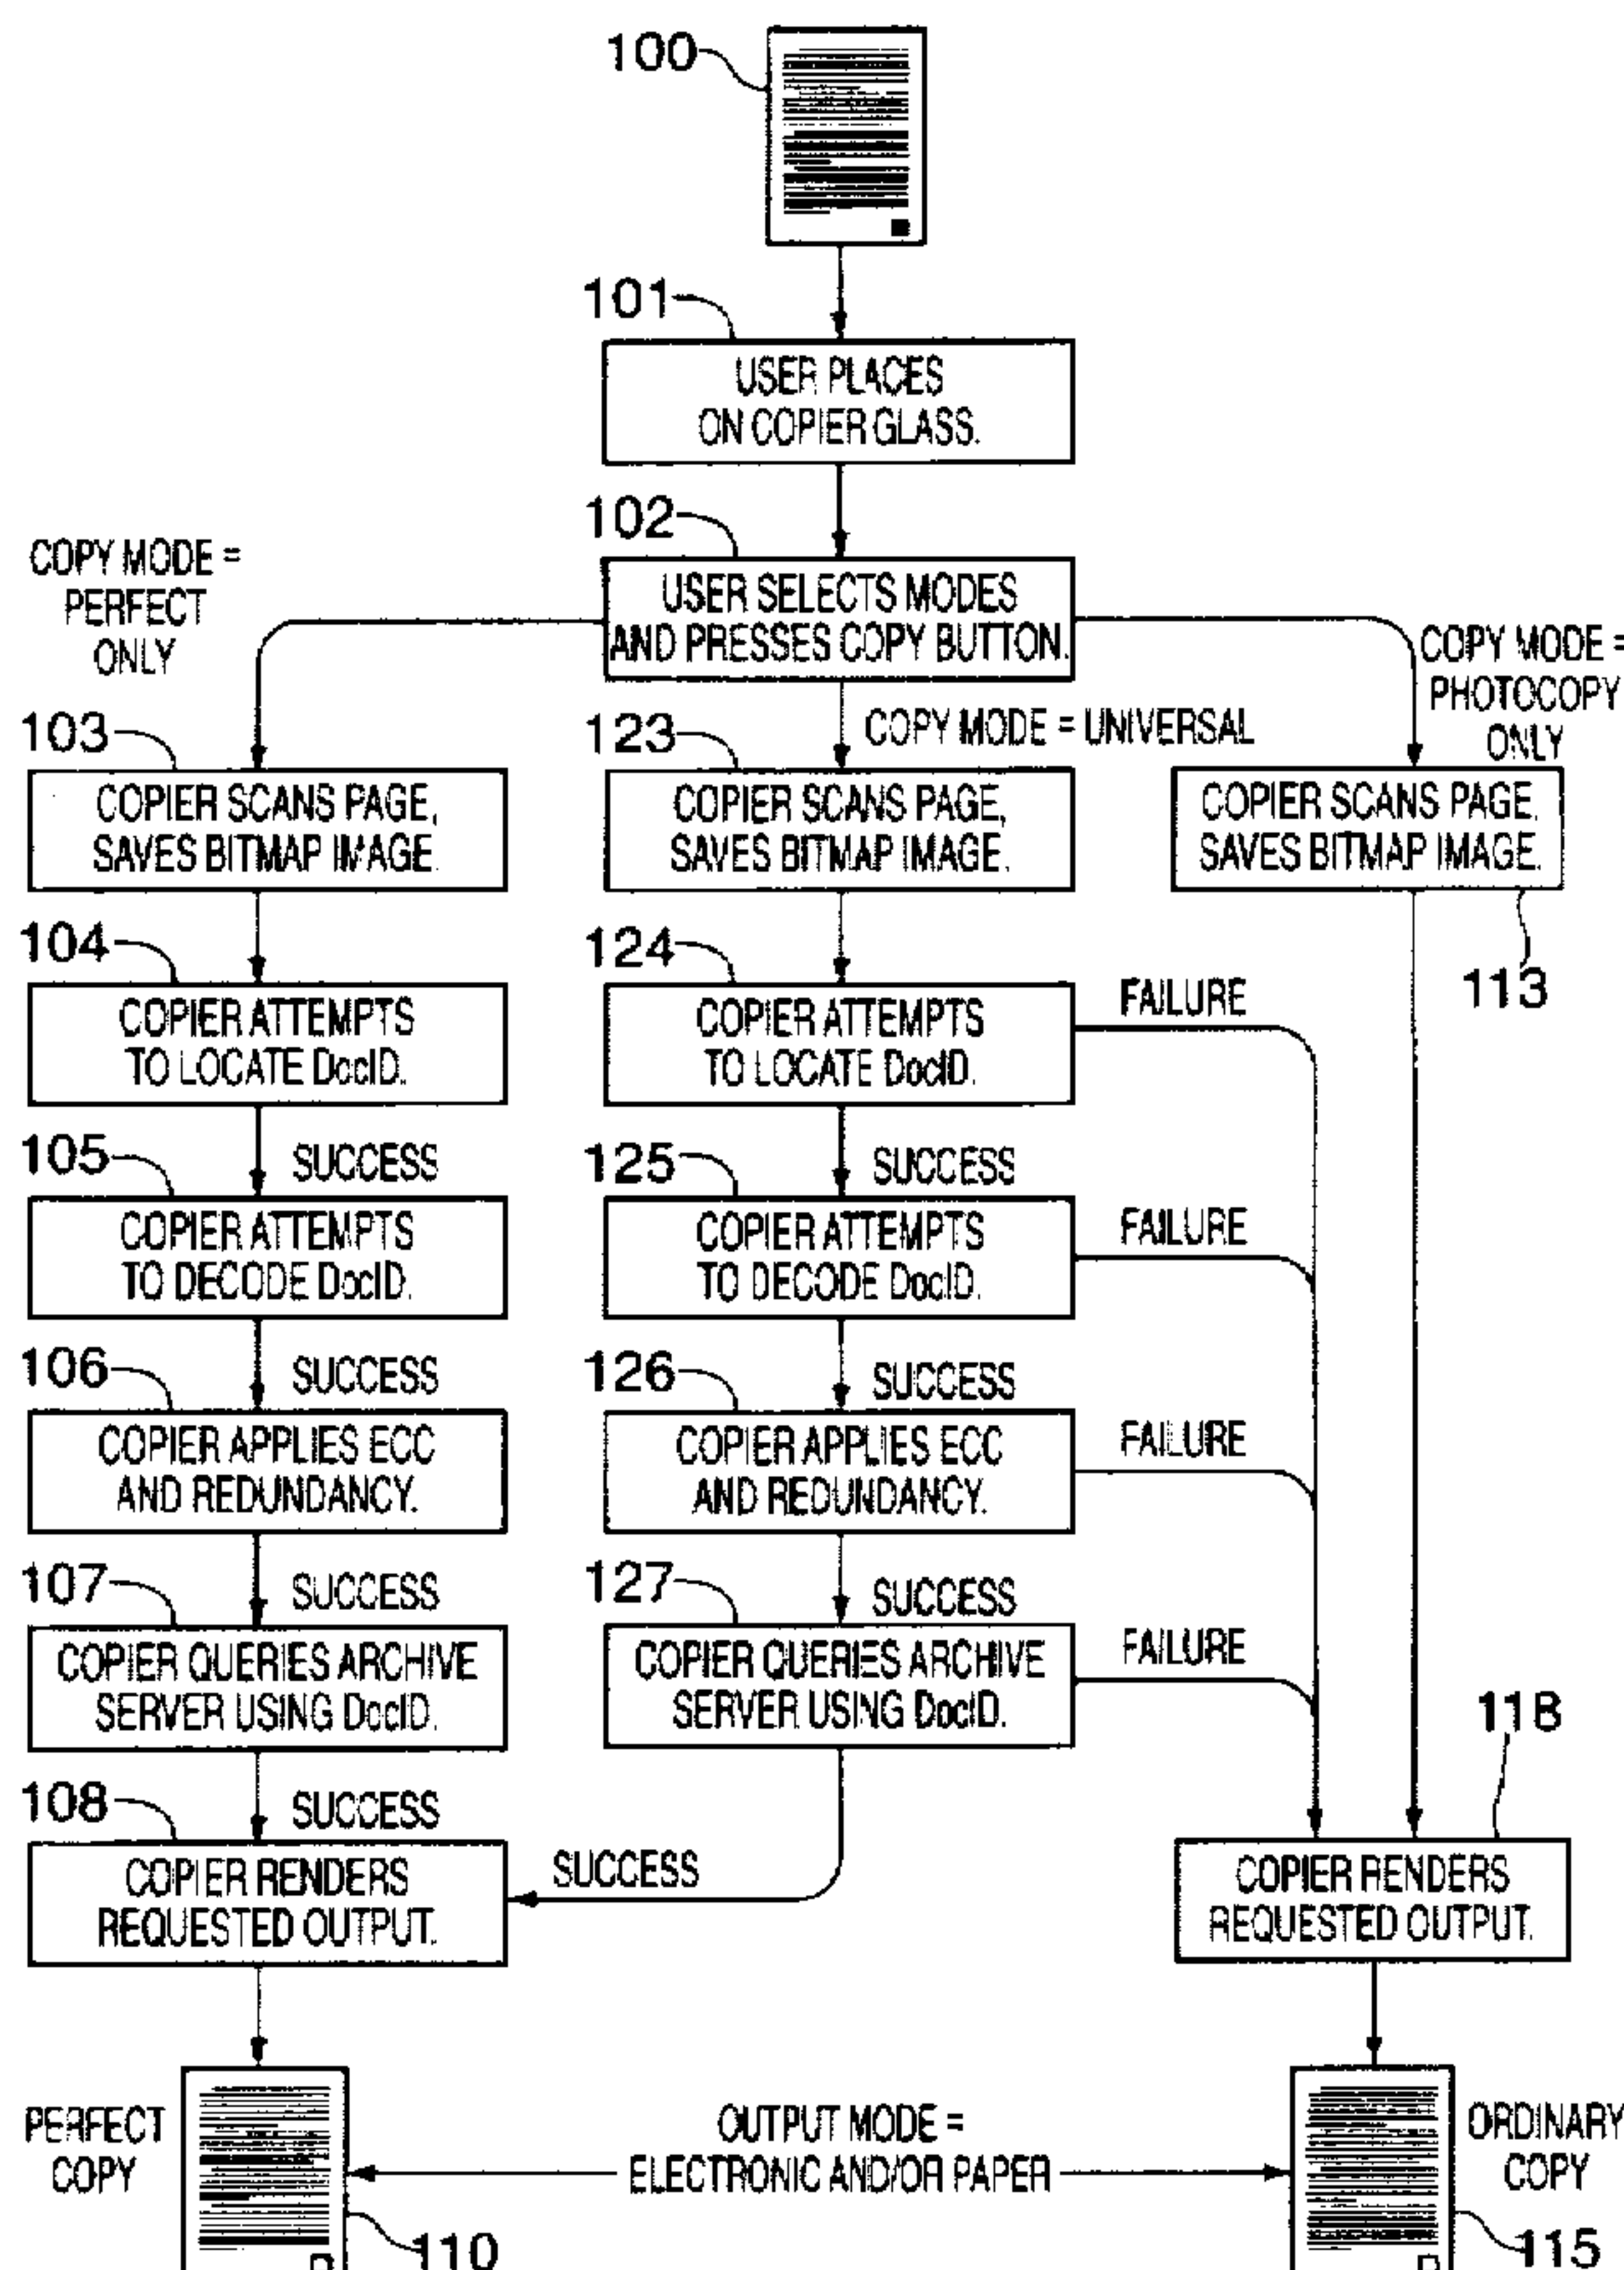 100
101
USER PLACES
ON COPIER GLASS.
102
USER SELECTS MODES
AND PRESSES COPY BUTTON.
COPY MODE =
PERFECT
ONLY
COPY MODE = UNIVERSAL
COPY MODE =
PHOTOCOPY
ONLY
103
COPIER SCANS PAGE,
SAVES BITMAP IMAGE.
123
COPIER SCANS PAGE,
SAVES BITMAP IMAGE.
COPIER SCANS PAGE,
SAVES BITMAP IMAGE.
113
104
COPIER ATTEMPTS
TO LOCATE DocID.
124
COPIER ATTEMPTS
TO LOCATE DocID.
FAILURE
SUCCESS
SUCCESS
105
COPIER ATTEMPTS
TO DECODE DocID.
125
COPIER ATTEMPTS
TO DECODE DocID.
FAILURE
SUCCESS
SUCCESS
106
COPIER APPLIES ECC
AND REDUNDANCY.
126
COPIER APPLIES ECC
AND REDUNDANCY.
FAILURE
SUCCESS
SUCCESS
107
COPIER QUERIES ARCHIVE
SERVER USING DocID.
127
COPIER QUERIES ARCHIVE
SERVER USING DocID.
FAILURE
SUCCESS
108
COPIER RENDERS
REQUESTED OUTPUT.
SUCCESS
118
COPIER RENDERS
REQUESTED OUTPUT.
PERFECT
COPY
110
OUTPUT MODE =
ELECTRONIC AND/OR PAPER
ORDINARY
COPY
115